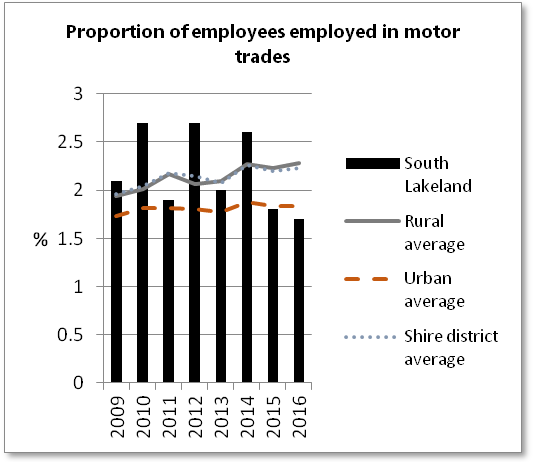 Proportion of employees employed in motor
trades
3
2.5
2
1.5
1
0.5
0
%
2009
2010
2011
2012
2013
2014
2015
2016
South
Lakeland
Rural
average
Urban
average
Shire district
average